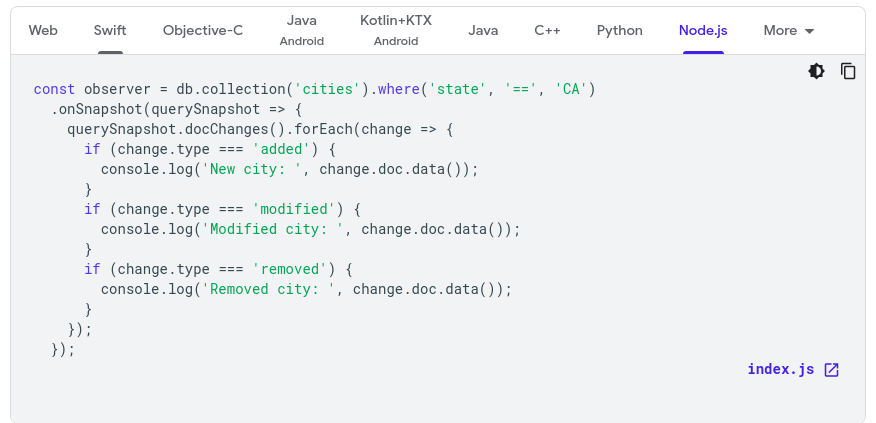 Web Swift Objective-C Java Android Kotlin+KTX Android Java C++ Python Node.js More
const observer = db.collection('cities').where('state', '==', 'CA')
  .onSnapshot(querySnapshot => {
    querySnapshot.docChanges().forEach(change => {
      if (change.type === 'added') {
        console.log('New city: ', change.doc.data());
      }
      if (change.type === 'modified') {
        console.log('Modified city: ', change.doc.data());
      }
      if (change.type === 'removed') {
        console.log('Removed city: ', change.doc.data());
      }
    });
  });
index.js